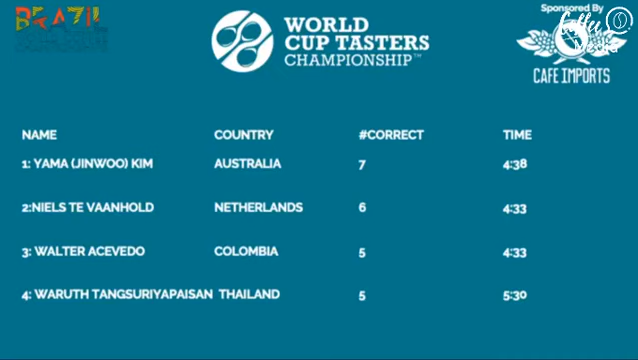 BRAZIL
WORLD
CUP TASTERS
CHAMPIONSHIP™
Sponsored By
CAFE IMPORTS
NAME COUNTRY #CORRECT TIME
1: YAMA (JINWOO) KIM AUSTRALIA 7 4:38
2:NIELS TE VAANHOLD NETHERLANDS 6 4:33
3: WALTER ACEVEDO COLOMBIA 5 4:33
4: WARUTH TANGSURIYAPAISAN THAILAND 5 5:30